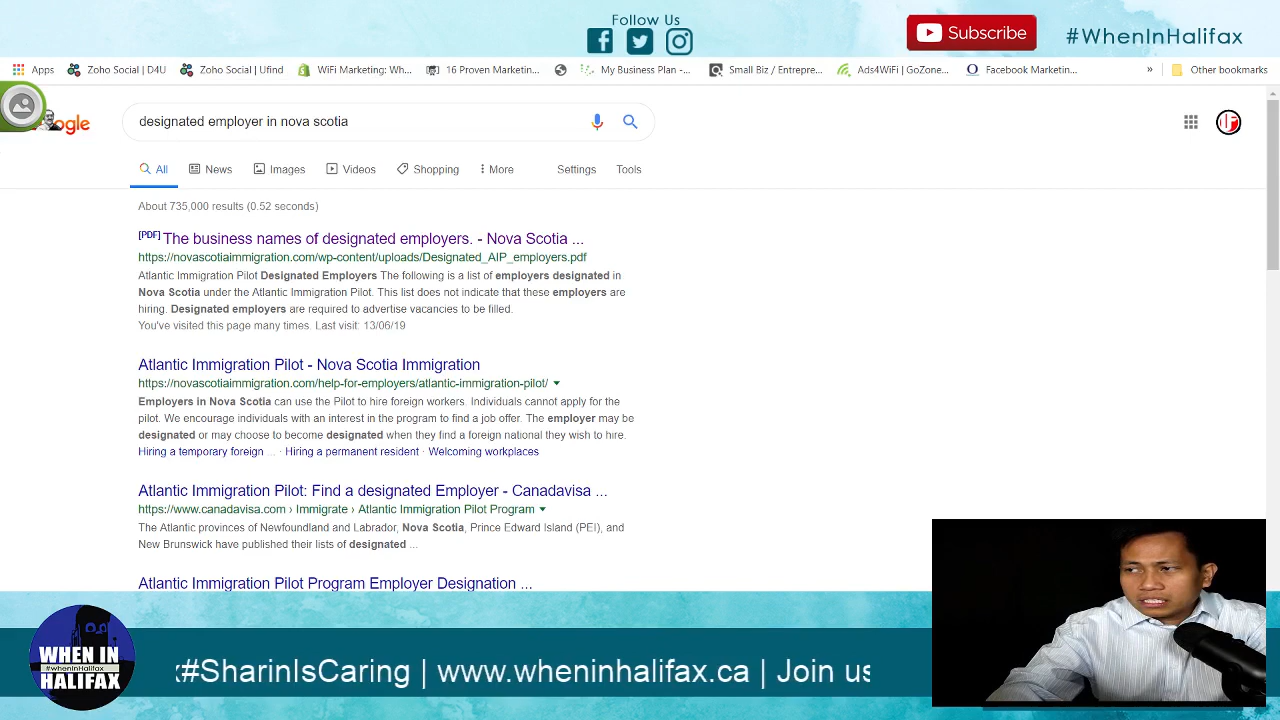 Follow Us
Subscribe
#WhenInHalifax
Apps
Zoho Social | D4U
Zoho Social | Ufind
WiFi Marketing: Wh...
16 Proven Marketin...
My Business Plan -...
Small Biz / Entrepre...
Ads4WiFi | GoZone...
Facebook Marketin...
»
Other bookmarks
designated employer in nova scotia
All
News
Images
Videos
Shopping
More
Settings
Tools
About 735,000 results (0.52 seconds)
[PDF] The business names of designated employers. - Nova Scotia ...
https://novascotiaimmigration.com/wp-content/uploads/Designated_AIP_employers.pdf
Atlantic Immigration Pilot Designated Employers The following is a list of employers designated in
Nova Scotia under the Atlantic Immigration Pilot. This list does not indicate that these employers are
hiring. Designated employers are required to advertise vacancies to be filled.
You've visited this page many times. Last visit: 13/06/19
Atlantic Immigration Pilot - Nova Scotia Immigration
https://novascotiaimmigration.com/help-for-employers/atlantic-immigration-pilot/
Employers in Nova Scotia can use the Pilot to hire foreign workers. Individuals cannot apply for the
pilot. We encourage individuals with an interest in the program to find a job offer. The employer may be
designated or may choose to become designated when they find a foreign national they wish to hire.
Hiring a temporary foreign ... · Hiring a permanent resident · Welcoming workplaces
Atlantic Immigration Pilot: Find a designated Employer - Canadavisa ...
https://www.canadavisa.com › Immigrate › Atlantic Immigration Pilot Program
The Atlantic provinces of Newfoundland and Labrador, Nova Scotia, Prince Edward Island (PEI), and
New Brunswick have published their lists of designated ...
Atlantic Immigration Pilot Program Employer Designation ...
WHEN IN
#whenInHalifax
HALIFAX
x#SharinIsCaring | www.wheninhalifax.ca | Join us